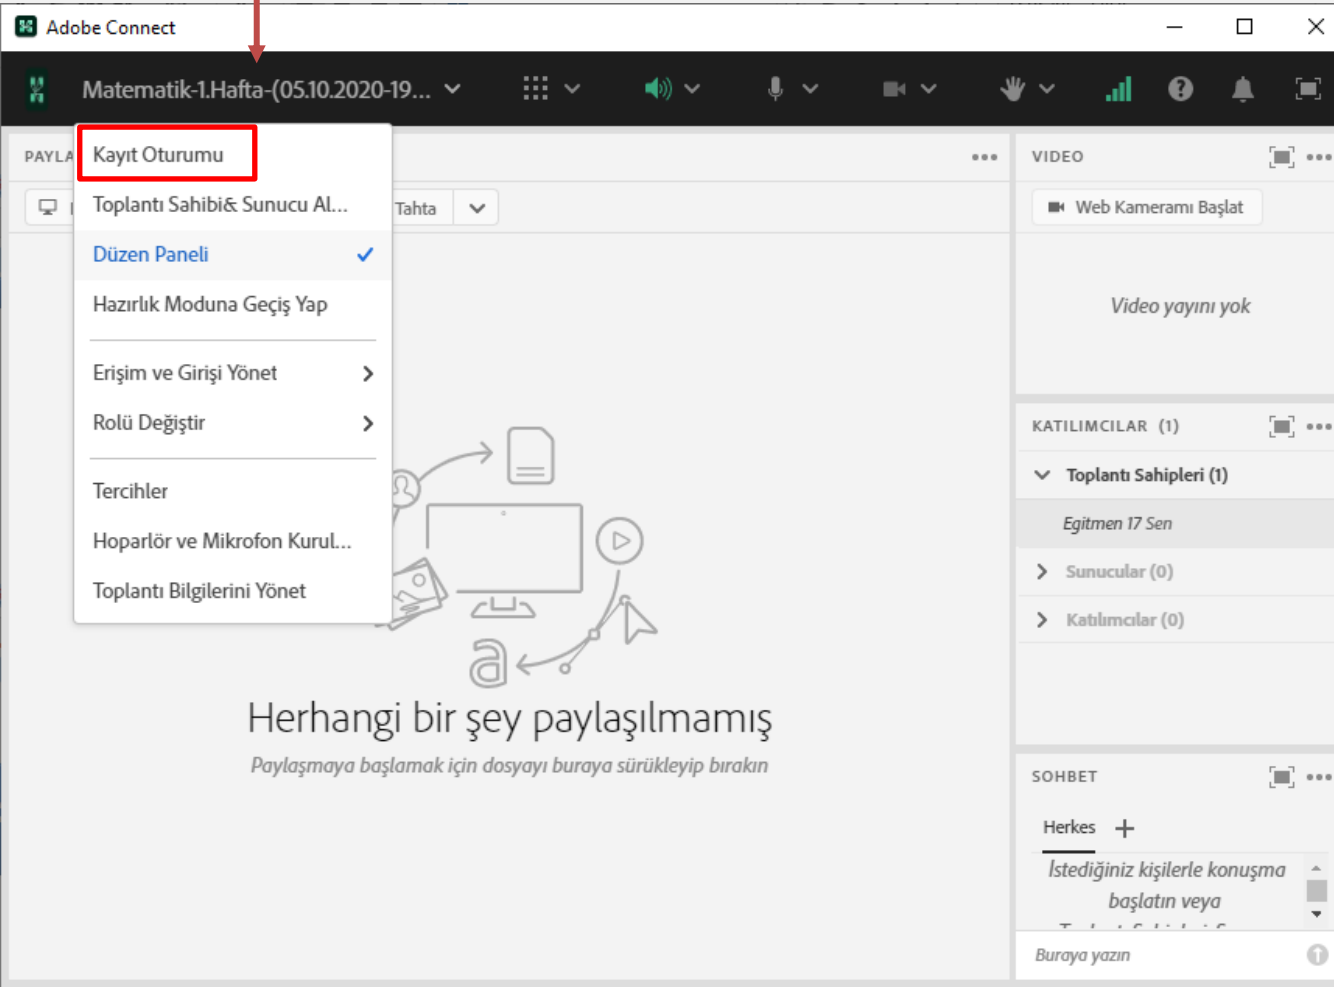 Adobe Connect
Matematik-1.Hafta-(05.10.2020-19...
PAYLA
Kayıt Oturumu
Toplantı Sahibi& Sunucu Al...
Tahta
Düzen Paneli
Hazırlık Moduna Geçiş Yap
Erişim ve Girişi Yönet
Rolü Değiştir
Tercihler
Hoparlör ve Mikrofon Kurul...
Toplantı Bilgilerini Yönet
Herhangi bir şey paylaşılmamış
Paylaşmaya başlamak için dosyayı buraya sürükleyip bırakın
VIDEO
Web Kameramı Başlat
Video yayını yok
KATILIMCILAR (1)
Toplantı Sahipleri (1)
Egitmen 17 Sen
Sunucular (0)
Katılımcılar (0)
SOHBET
Herkes
İstediğiniz kişilerle konuşma
başlatın veya
Buraya yazın